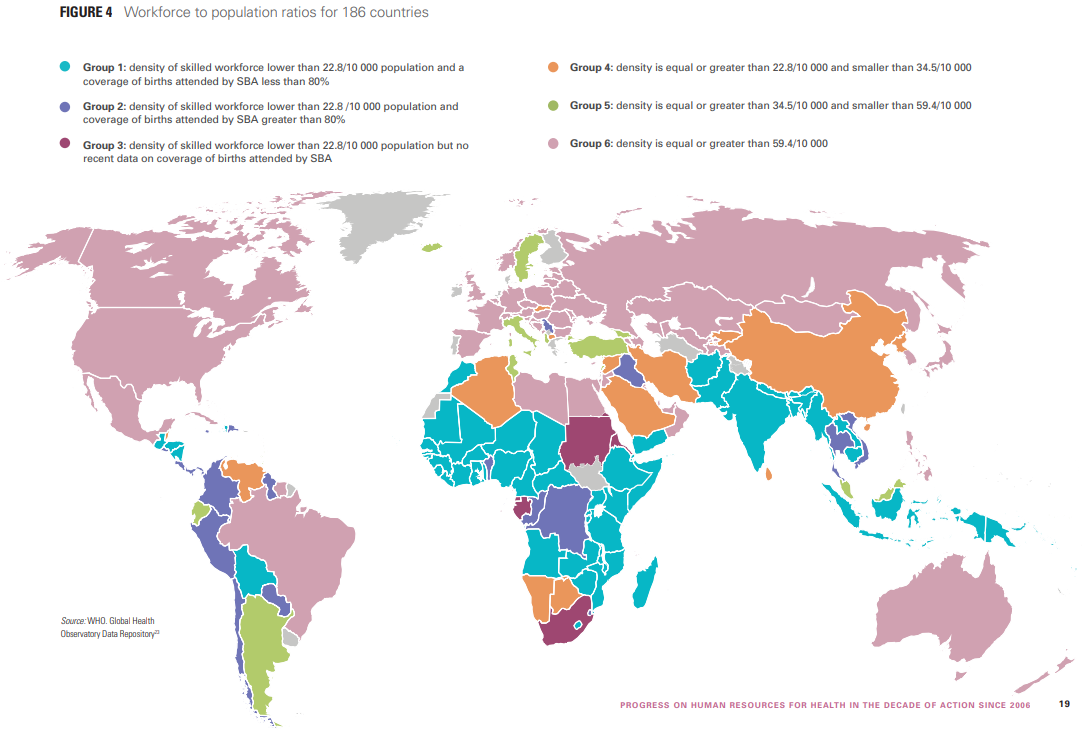 FIGURE 4 Workforce to population ratios for 186 countries
Group 1: density of skilled workforce lower than 22.8/10 000 population and a
coverage of births attended by SBA less than 80%
Group 2: density of skilled workforce lower than 22.8 /10 000 population and
coverage of births attended by SBA greater than 80%
Group 3: density of skilled workforce lower than 22.8/10 000 population but no
recent data on coverage of births attended by SBA
Group 4: density is equal or greater than 22.8/10 000 and smaller than 34.5/10 000
Group 5: density is equal or greater than 34.5/10 000 and smaller than 59.4/10 000
Group 6: density is equal or greater than 59.4/10 000
Source: WHO. Global Health
Observatory Data Repository23
PROGRESS ON HUMAN RESOURCES FOR HEALTH IN THE DECADE OF ACTION SINCE 2006 19